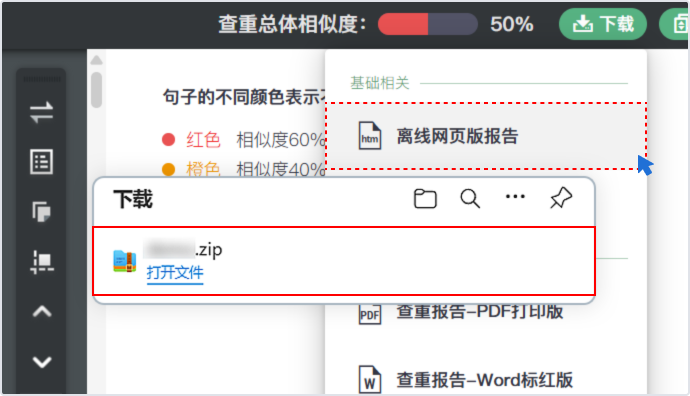 查重总体相似度： 50% 下载
基础相关
句子的不同颜色表示
htm 离线网页版报告
红色 相似度60%
橙色 相似度40%
下载
.zip
打开文件
PDF 查重报告-PDF打印版
W 查重报告-Word标红版